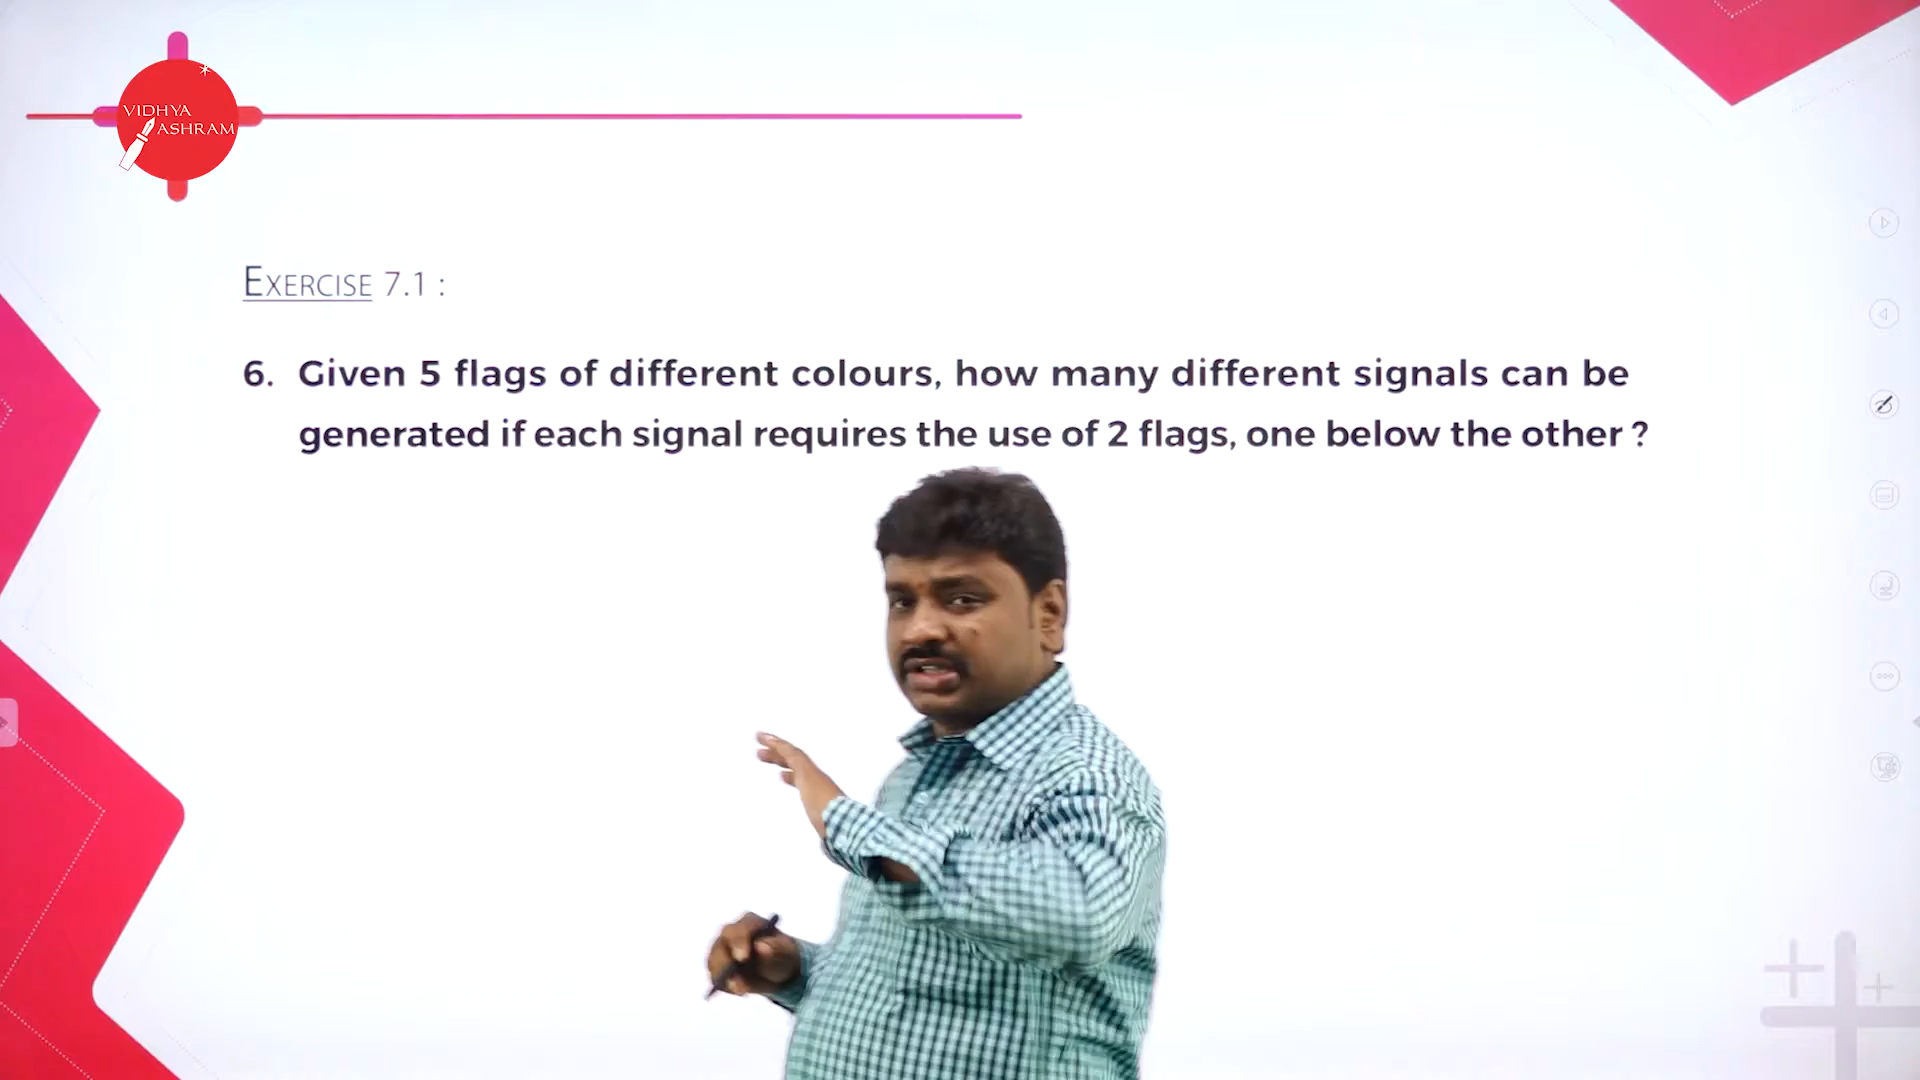 VIDHYA
ASHRAM
EXERCISE 7.1 :
6. Given 5 flags of different colours, how many different signals can be
generated if each signal requires the use of 2 flags, one below the other ?